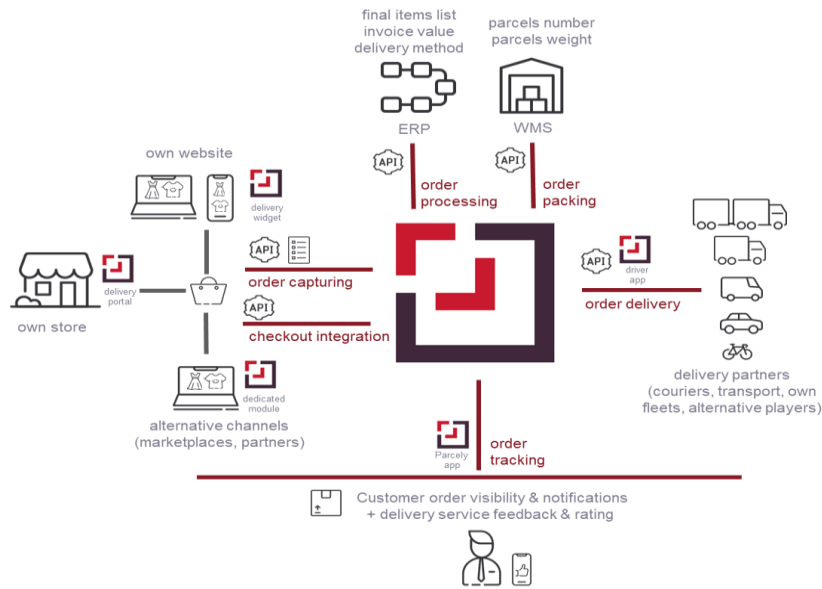 final items list
invoice value
delivery method
parcels number
parcels weight
ERP
WMS
API
API
order
processing
order
packing
own website
delivery
widget
API
order capturing
API
checkout integration
delivery
portal
own store
dedicated
module
alternative channels
(marketplaces, partners)
API
driver
app
order delivery
delivery partners
(couriers, transport, own
fleets, alternative players)
Parcely
app
order
tracking
Customer order visibility & notifications
+ delivery service feedback & rating